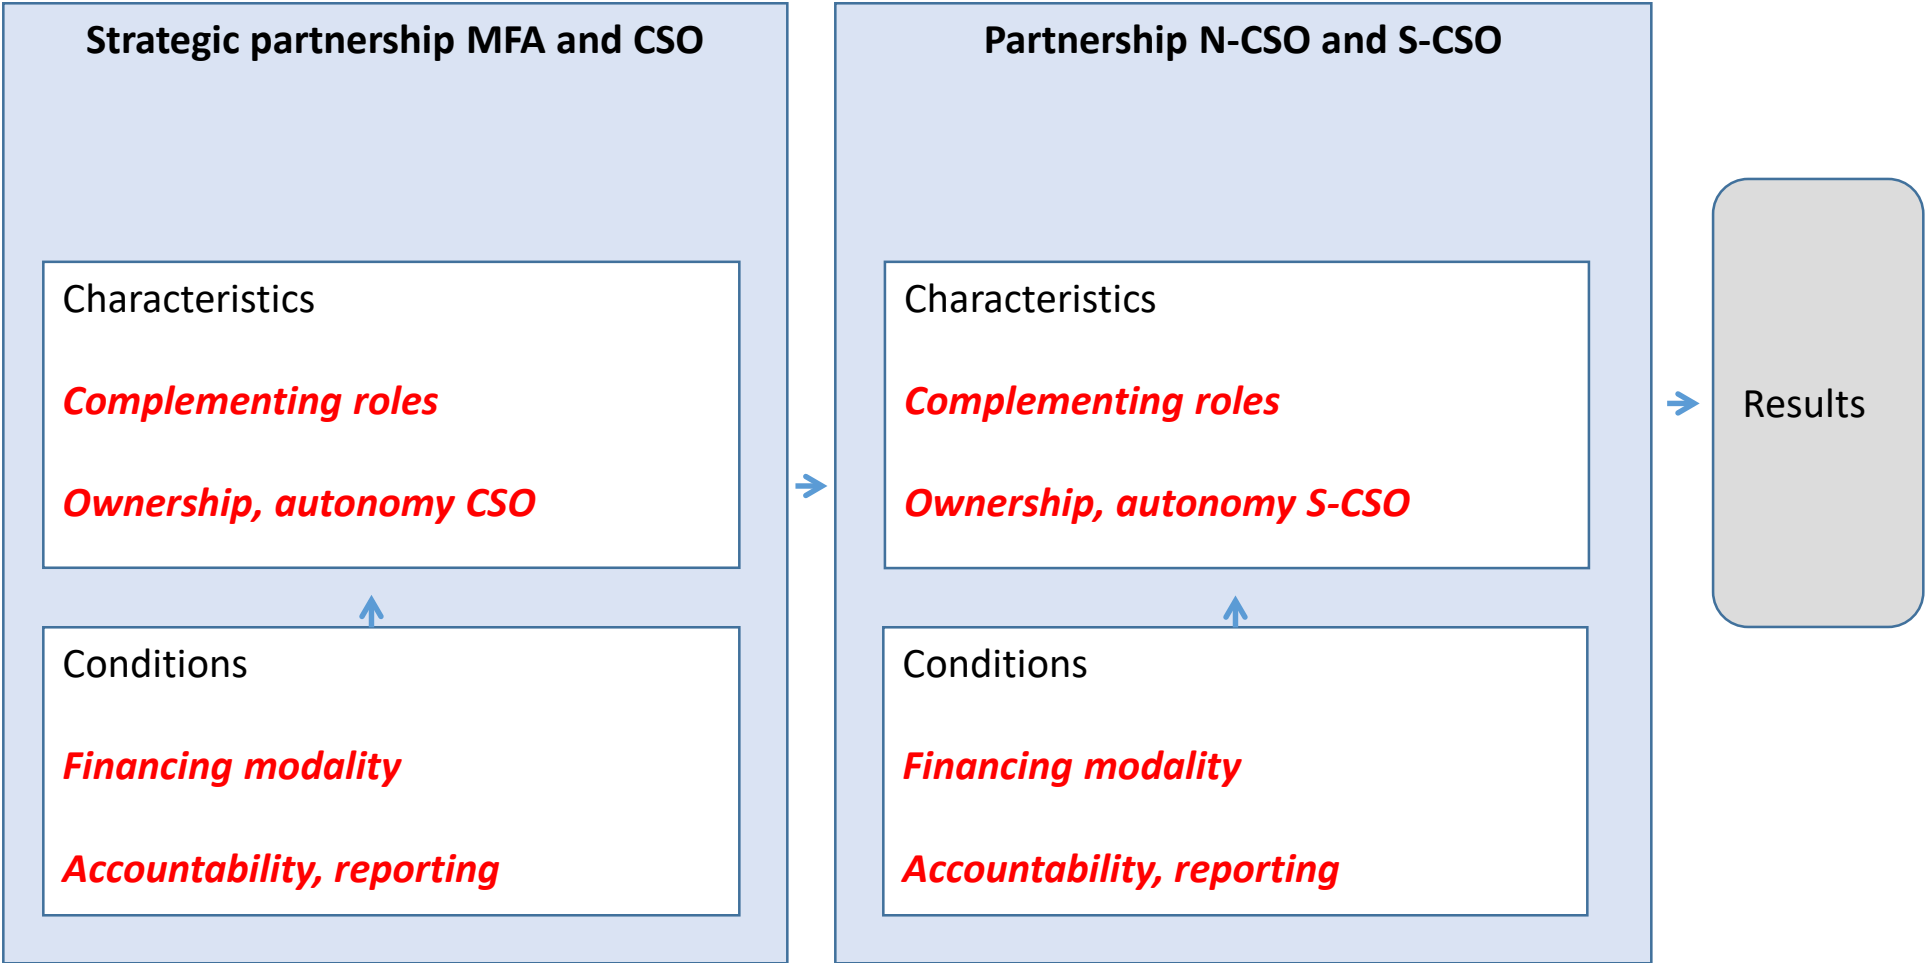 Strategic partnership MFA and CSO
Characteristics
Complementing roles
Ownership, autonomy CSO
Conditions
Financing modality
Accountability, reporting
Partnership N-CSO and S-CSO
Characteristics
Complementing roles
Ownership, autonomy S-CSO
Conditions
Financing modality
Accountability, reporting
Results